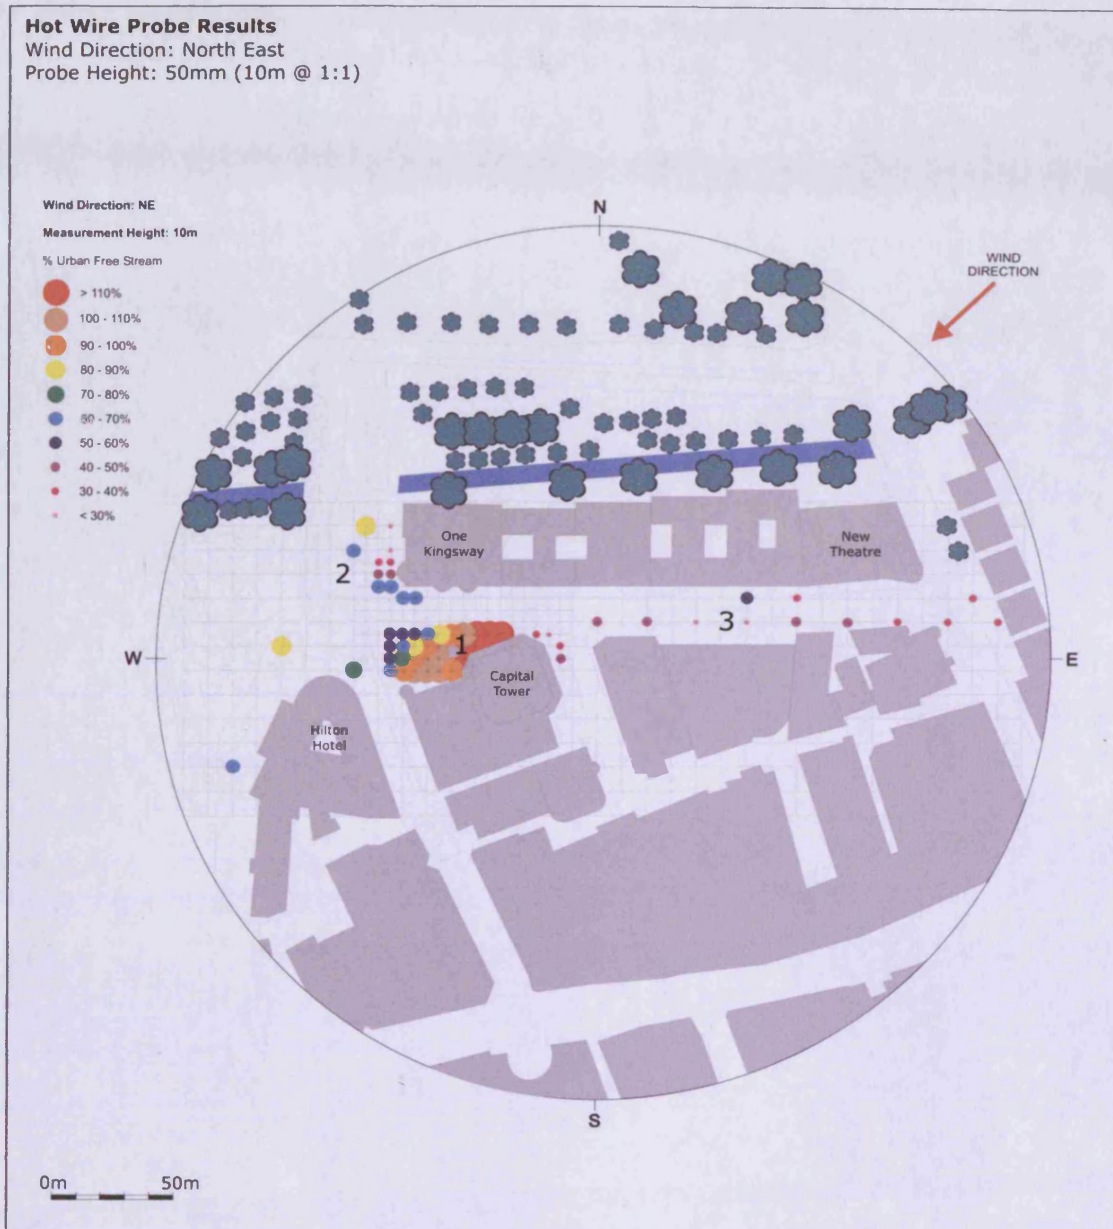 Hot Wire Probe Results
Wind Direction: North East
Probe Height: 50mm (10m @ 1:1)
Wind Direction: NE
Measurement Height: 10m
% Urban Free Stream
> 110%
100 - 110%
90 - 100%
80 - 90%
70 - 80%
60 - 70%
50 - 60%
40 - 50%
30 - 40%
< 30%
N
WIND
DIRECTION
One
Kingsway
New
Theatre
2
3
1
W
E
Capital
Tower
Hilton
Hotel
S
0m
50m